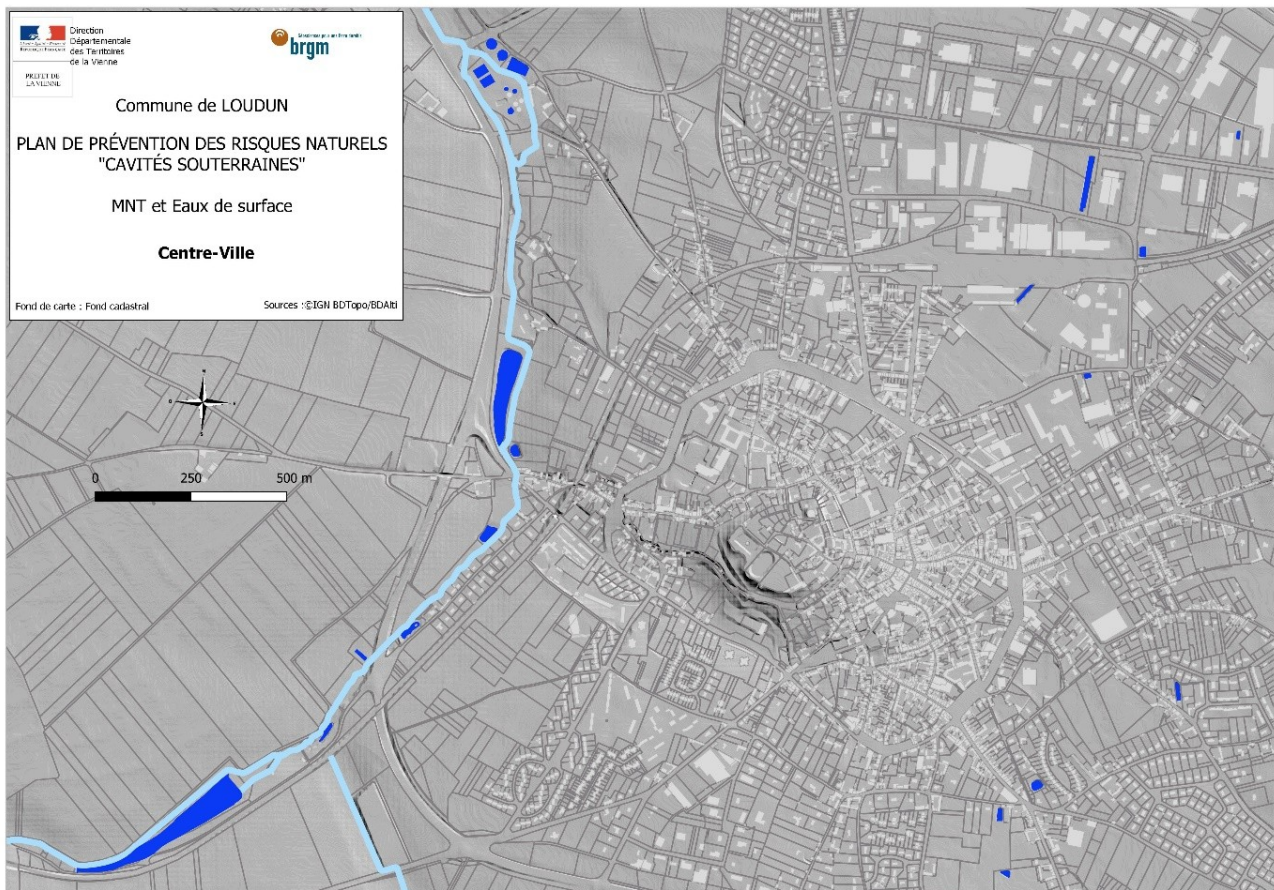 Direction
Départementale
des Territoires
de la Vienne
PRÉFET DE
LA VIENNE
brgm
Commune de LOUDUN
PLAN DE PRÉVENTION DES RISQUES NATURELS
"CAVITÉS SOUTERRAINES"
MNT et Eaux de surface
Centre-Ville
Fond de carte : Fond cadastral
Sources :©IGN BDTopo/BDAlti
0 250 500 m